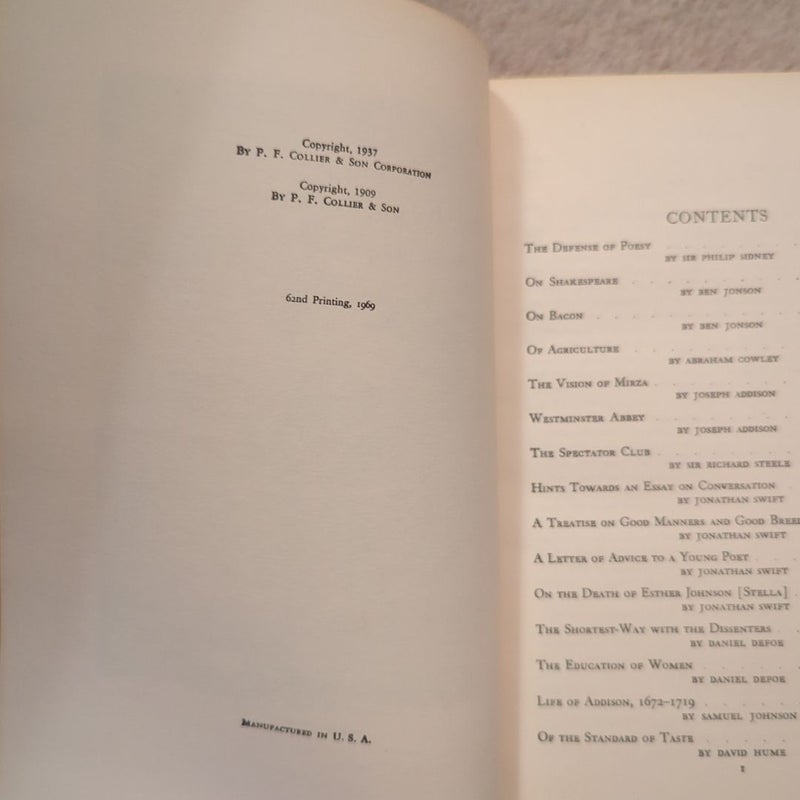 Copyright, 1937
By P. F. Collier & Son Corporation
Copyright, 1909
By P. F. Collier & Son
62nd Printing, 1969
Manufactured in U. S. A.
CONTENTS
The Defense of Poesy
by Sir Philip Sidney
On Shakespeare
by Ben Jonson
On Bacon
by Ben Jonson
Of Agriculture
by Abraham Cowley
The Vision of Mirza
by Joseph Addison
Westminster Abbey
by Joseph Addison
The Spectator Club
by Sir Richard Steele
Hints Towards an Essay on Conversation
by Jonathan Swift
A Treatise on Good Manners and Good
by Jonathan Swift
A Letter of Advice to a Young Poet
by Jonathan Swift
On the Death of Esther Johnson [Stella]
by Jonathan Swift
The Shortest-Way with the Dissenters
by Daniel Defoe
The Education of Women
by Daniel Defoe
Life of Addison, 1672–1719
by Samuel Johnson
Of the Standard of Taste
by David Hume
1